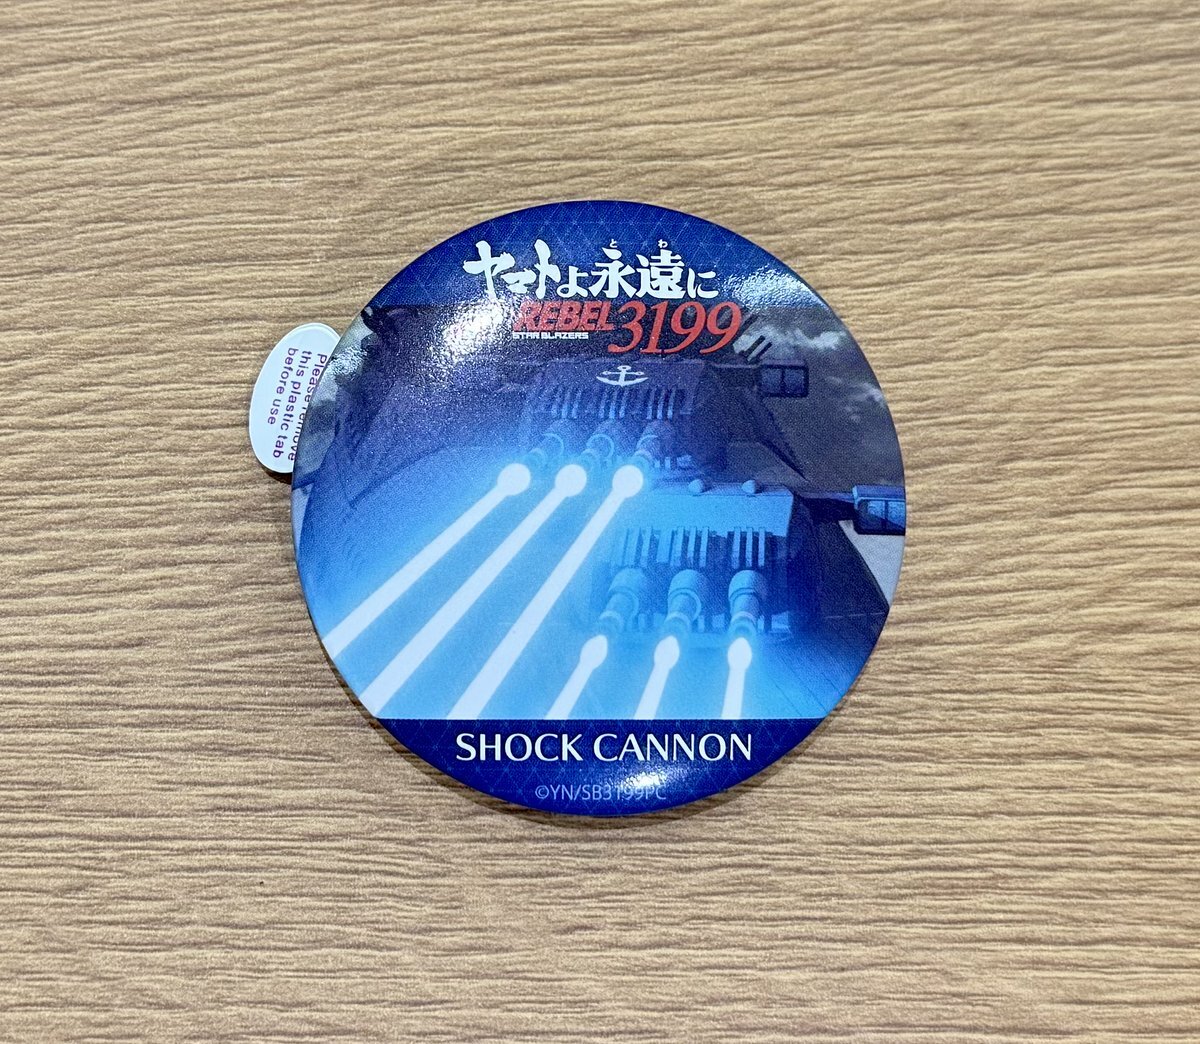 とわ
ヤマトよ永遠に
REBEL 3199
STAR BLAZERS
SHOCK CANNON
©YN/SB3199PC
Please remove
this plastic tab
before use